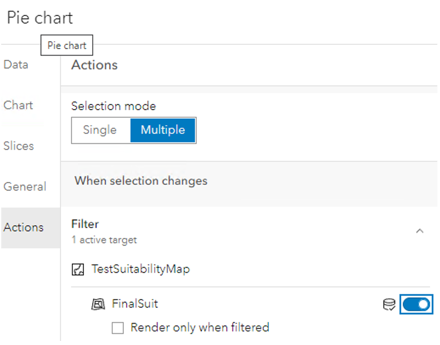 Pie chart
Pie chart
Data
Actions
Chart
Selection mode
Single Multiple
Slices
When selection changes
General
Actions
Filter
1 active target
TestSuitabilityMap
FinalSuit
Render only when filtered